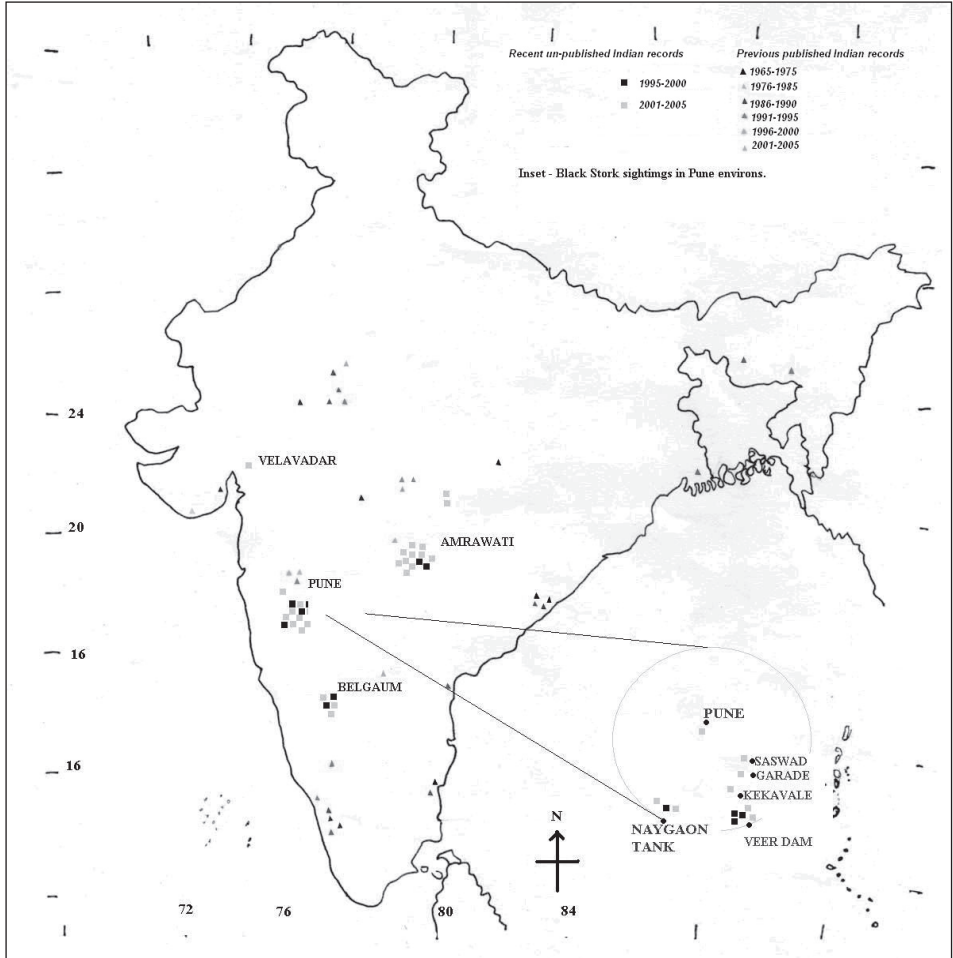 Recent un-published Indian records
1995-2000
2001-2005
Previous published Indian records
1965-1975
1976-1985
1986-1990
1991-1995
1996-2000
2001-2005
Inset - Black Stork sightings in Pune environs.
24
VELAVADAR
20
AMRAWATI
PUNE
16
BELGAUM
PUNE
SASWAD
GARADE
16
KEKAVALE
N
NAYGAON
TANK
VEER DAM
72
76
80
84